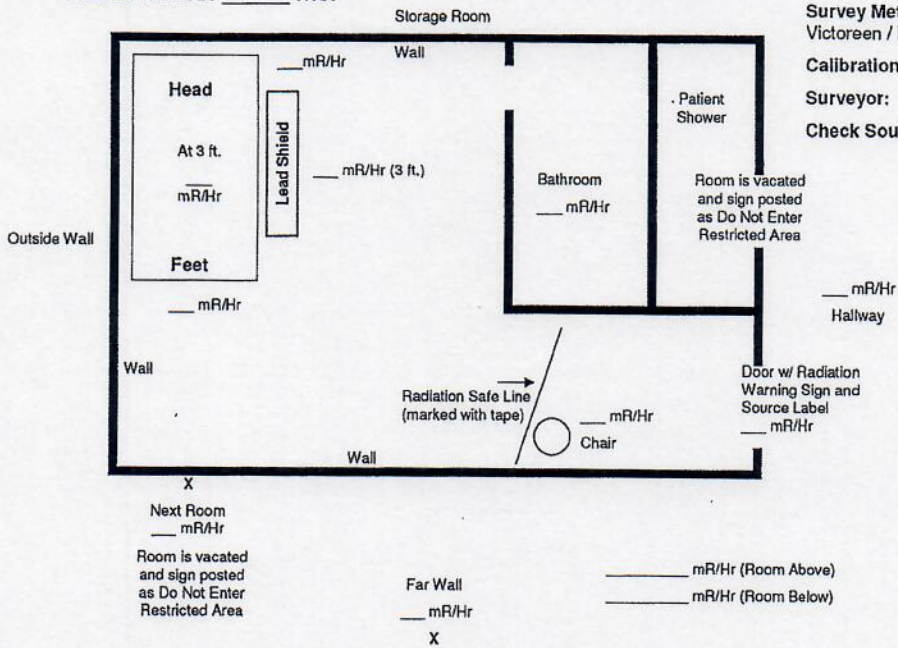 Storage Room
Survey Met
Victoreen /
Calibration
Surveyor:
Check Sou
Wall
___ mR/Hr
Head
At 3 ft.
___
mR/Hr
Feet
Lead Shield
___ mR/Hr (3 ft.)
Patient
Shower
Bathroom
___ mR/Hr
Room is vacated
and sign posted
as Do Not Enter
Restricted Area
Outside Wall
___ mR/Hr
___ mR/Hr
Hallway
Wall
Radiation Safe Line
(marked with tape)
___ mR/Hr
Chair
Door w/ Radiation
Warning Sign and
Source Label
___ mR/Hr
Wall
X
Next Room
___ mR/Hr
Room is vacated
and sign posted
as Do Not Enter
Restricted Area
Far Wall
___ mR/Hr
X
______ mR/Hr (Room Above)
______ mR/Hr (Room Below)